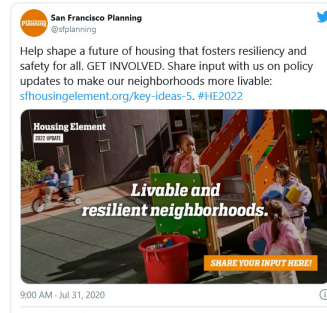 Planning
San Francisco Planning
@sfplanning
Help shape a future of housing that fosters resiliency and
safety for all. GET INVOLVED. Share input with us on policy
updates to make our neighborhoods more livable:
sfhousingelement.org/key-ideas-5. #HE2022
Housing Element
2022 UPDATE
Livable and
resilient neighborhoods.
SHARE YOUR INPUT HERE!
9:00 AM · Jul 31, 2020